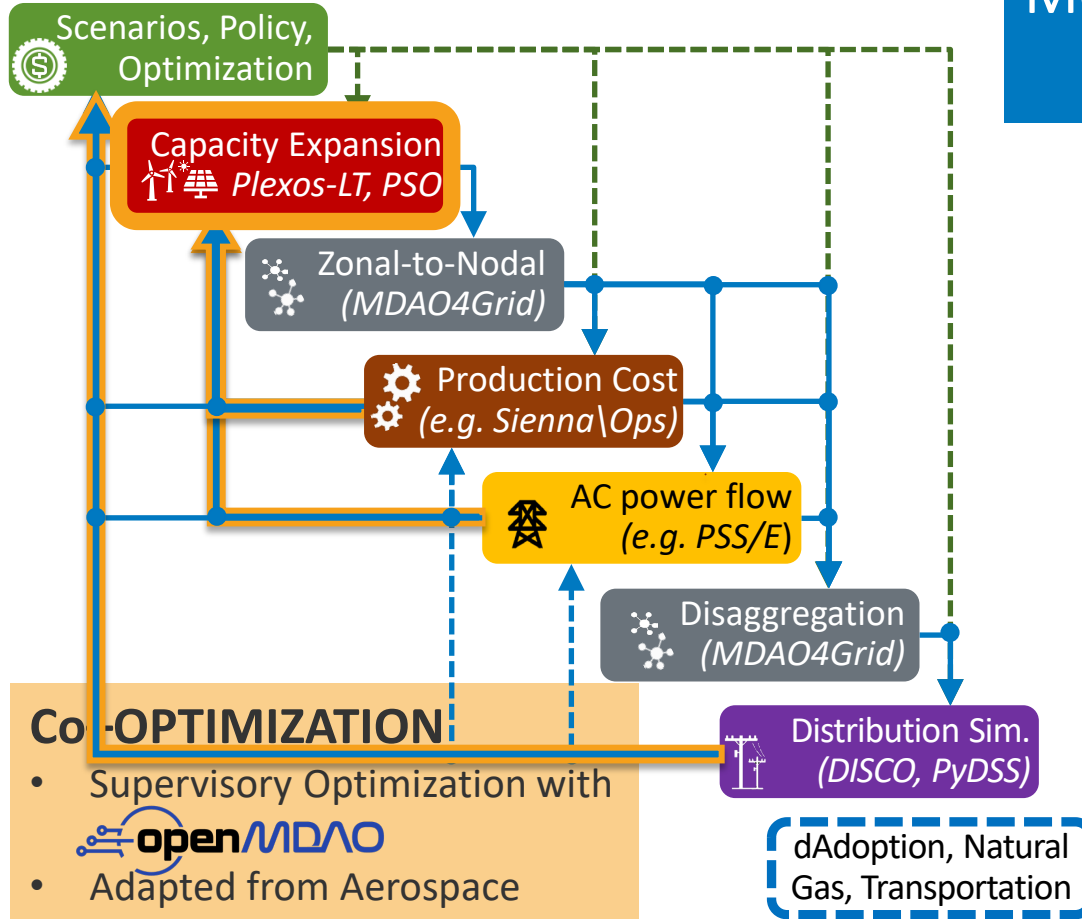 Scenarios, Policy,
Optimization
Capacity Expansion
Plexos-LT, PSO
Zonal-to-Nodal
(MDAO4Grid)
Production Cost
(e.g. Sienna\Ops)
AC power flow
(e.g. PSS/E)
Disaggregation
(MDAO4Grid)
Distribution Sim.
(DISCO, PyDSS)
Co-OPTIMIZATION
• Supervisory Optimization with
openMDAO
• Adapted from Aerospace
dAdoption, Natural
Gas, Transportation